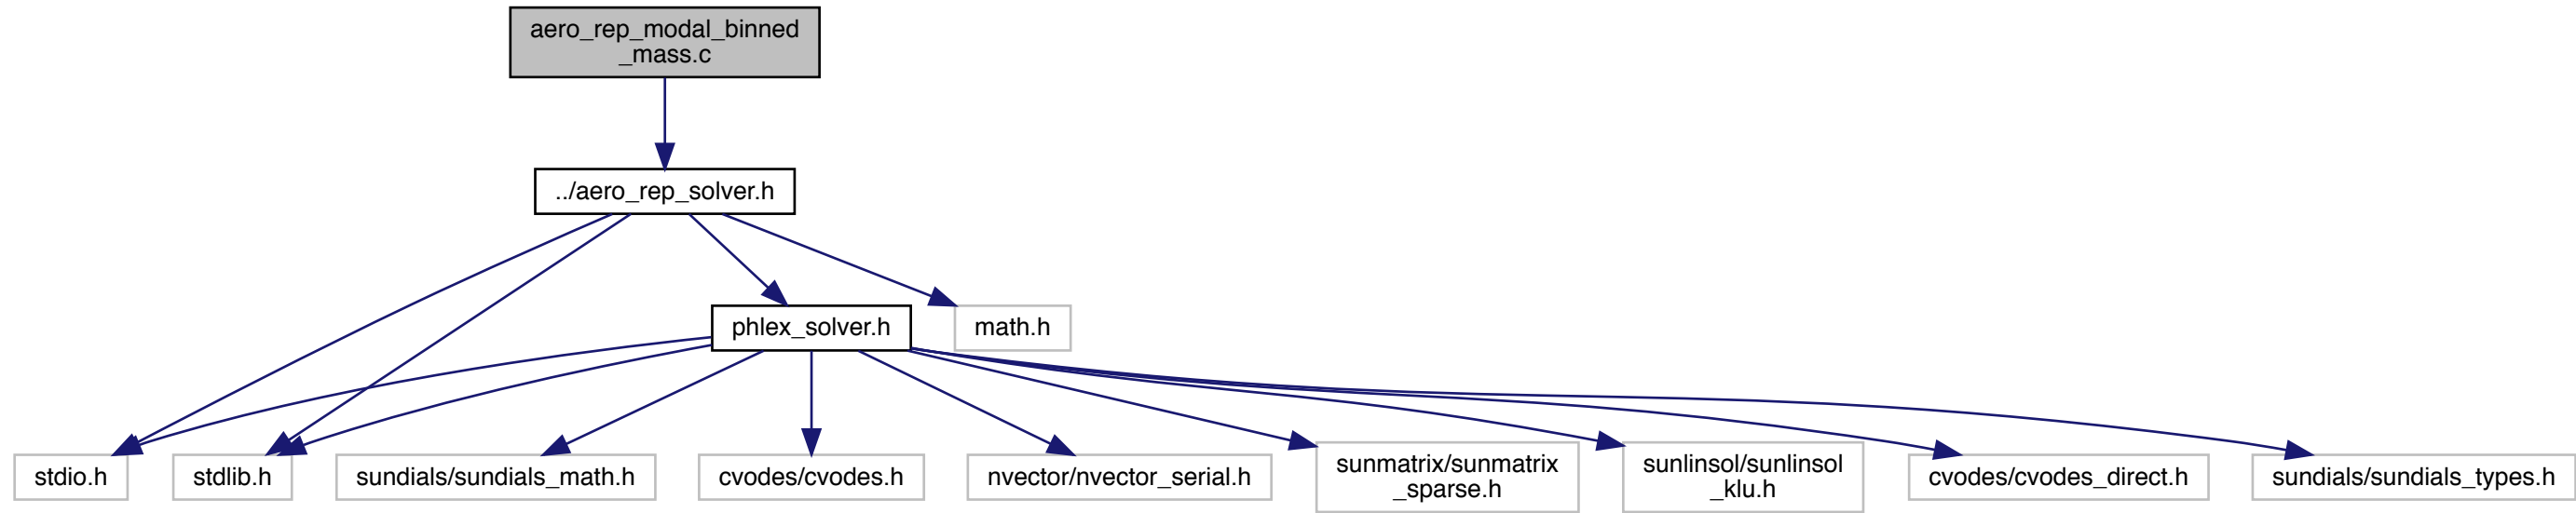 aero_rep_modal_binned
_mass.c
../aero_rep_solver.h
phlex_solver.h
math.h
stdio.h
stdlib.h
sundials/sundials_math.h
cvodes/cvodes.h
nvector/nvector_serial.h
sunmatrix/sunmatrix
_sparse.h
sunlinsol/sunlinsol
_klu.h
cvodes/cvodes_direct.h
sundials/sundials_types.h